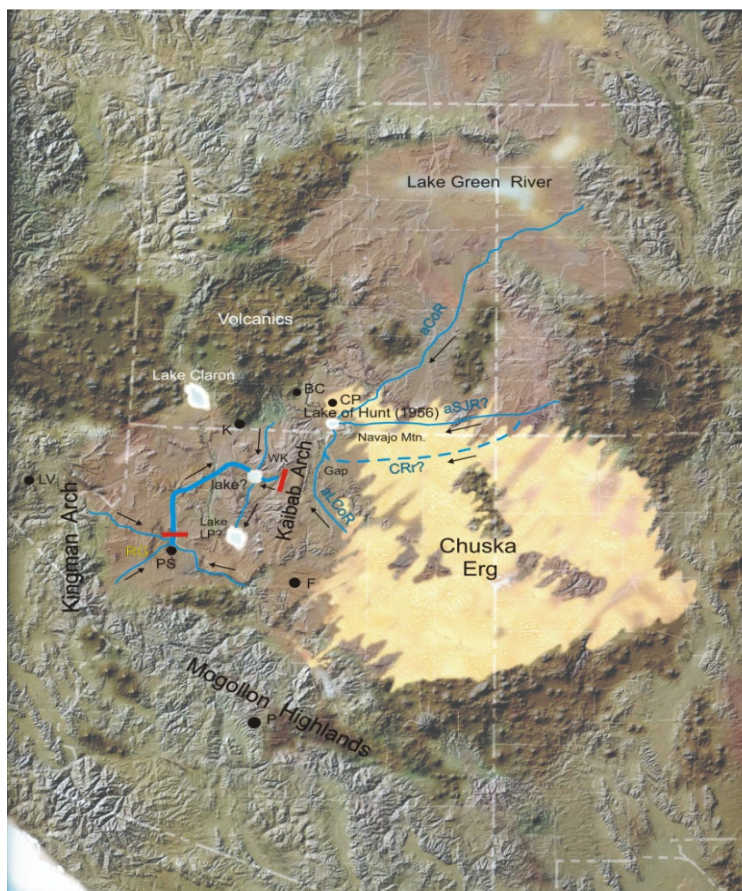 Lake Green River
aCoR
Volcanics
Lake Claron
BC
CP
Lake of Hunt (1956)
aSJR?
K
Navajo Mtn.
WK
Gap
CRr?
LV
lake?
Kaibab Arch
aLCoR
Lake
LP?
Kingman Arch
PS
F
Chuska
Erg
Mogollon Highlands
P